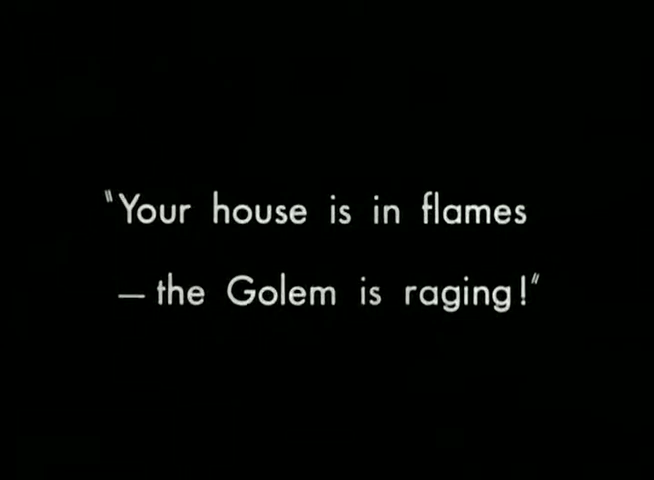 "Your house is in flames
— the Golem is raging!"